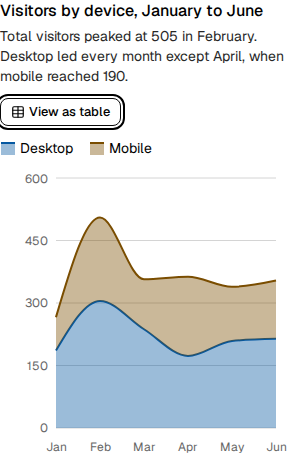 Visitors by device, January to June
Total visitors peaked at 505 in February.
Desktop led every month except April, when
mobile reached 190.
View as table
Desktop Mobile
600
450
300
150
0
Jan Feb Mar Apr May Jun